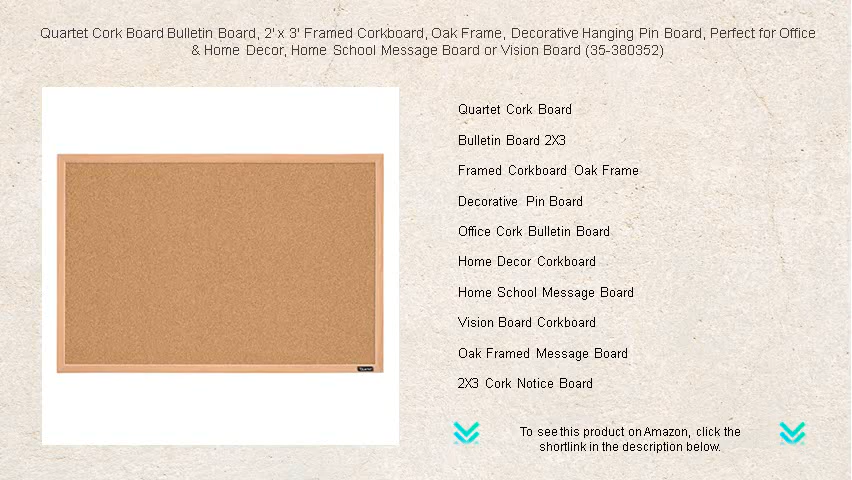 Quartet Cork Board Bulletin Board, 2' x 3' Framed Corkboard, Oak Frame, Decorative Hanging Pin Board, Perfect for Office
& Home Decor, Home School Message Board or Vision Board (35-380352)
Quartet Cork Board
Bulletin Board 2X3
Framed Corkboard Oak Frame
Decorative Pin Board
Office Cork Bulletin Board
Home Decor Corkboard
Home School Message Board
Vision Board Corkboard
Oak Framed Message Board
2X3 Cork Notice Board
To see this product on Amazon, click the
shortlink in the description below.